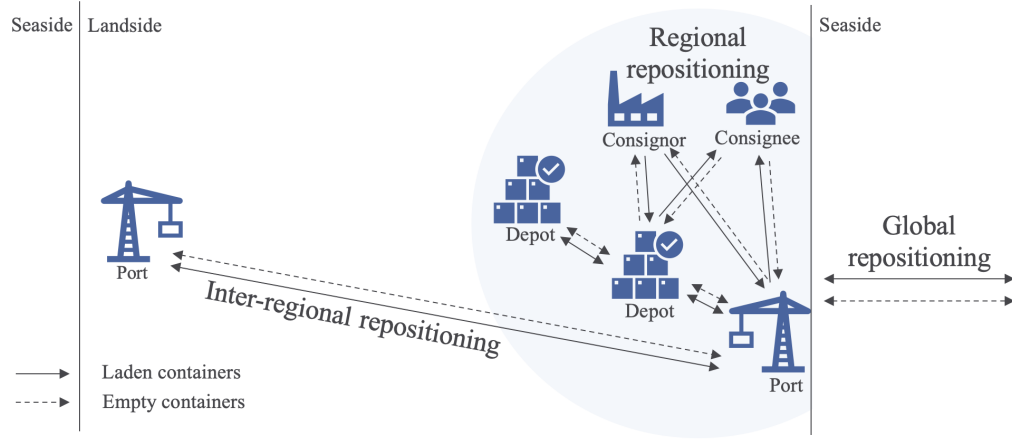 Seaside
Landside
Seaside
Regional
repositioning
Consignor
Consignee
Depot
Port
Depot
Global
repositioning
Inter-regional repositioning
Port
Laden containers
Empty containers